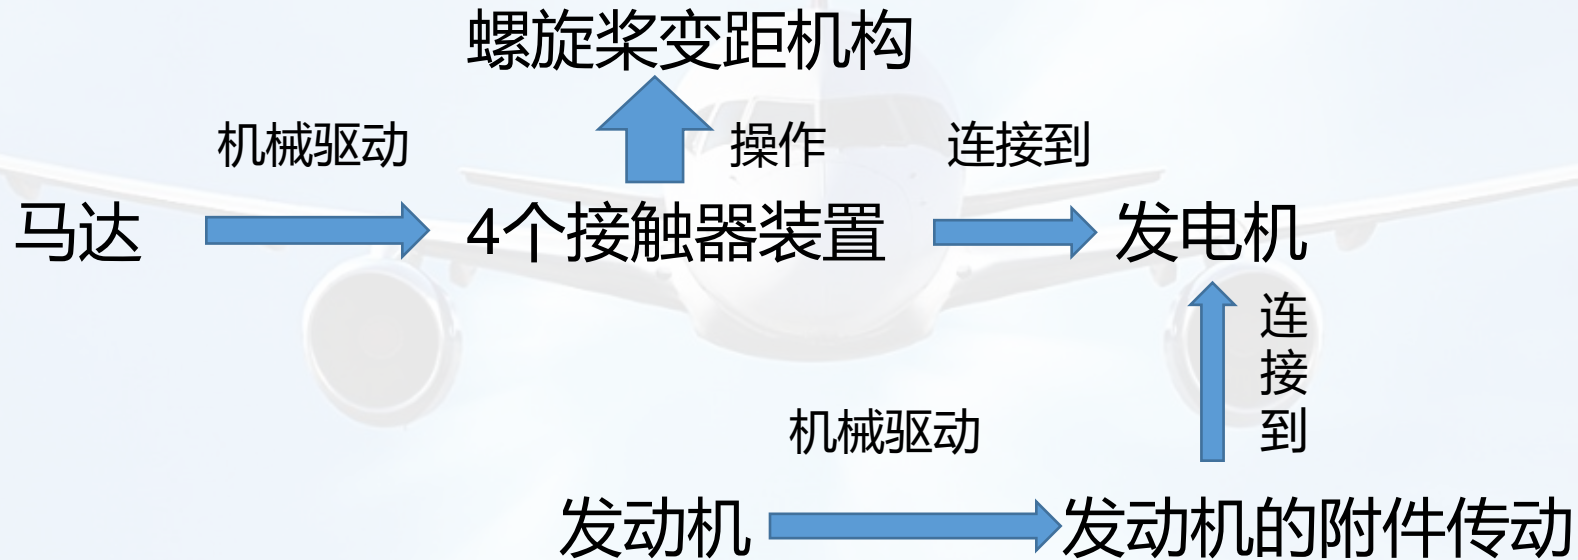 螺旋桨变距机构
机械驱动
操作
连接到
马达
4个接触器装置
发电机
连接到
机械驱动
发动机
发动机的附件传动